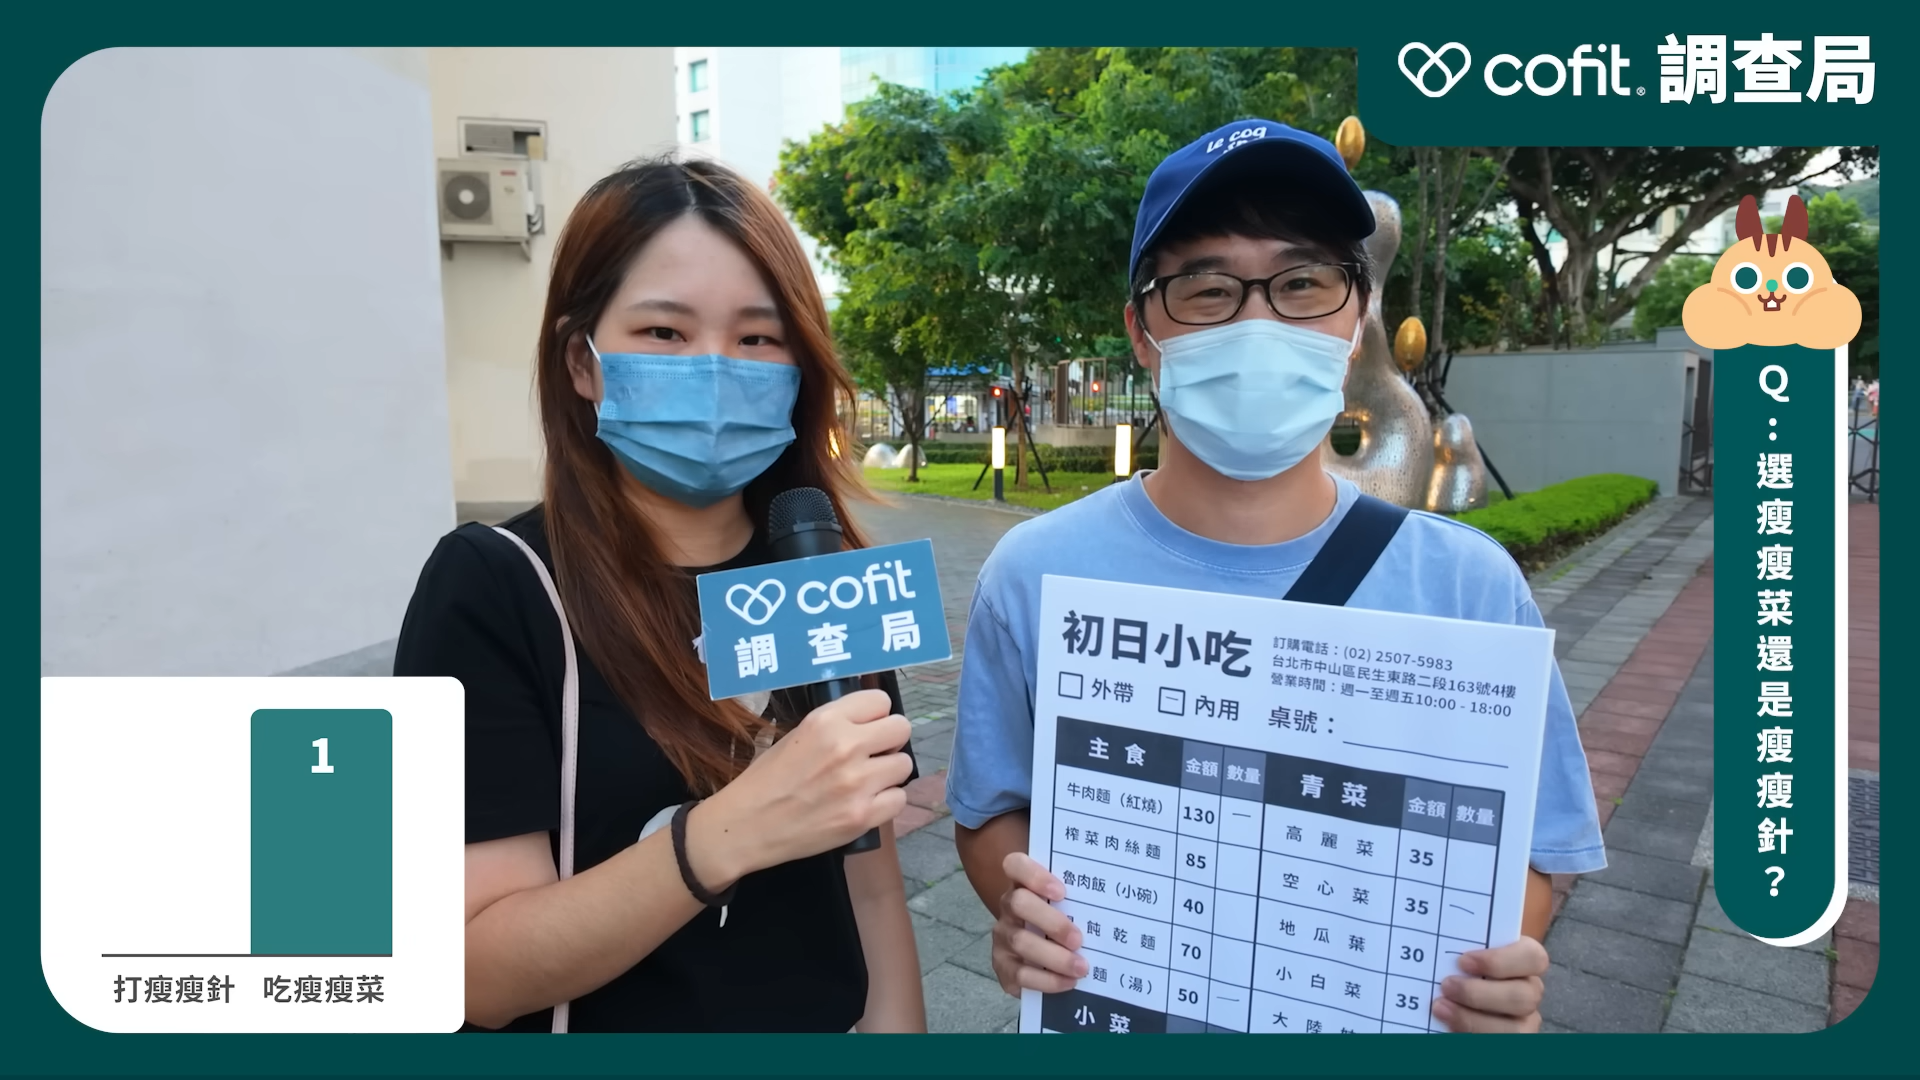 cofit® 調查局
Le coq
Q：選瘦瘦菜還是瘦瘦針？
cofit
調查局
初日小吃
訂購電話：(02) 2507-5983
台北市中山區民生東路二段163號4樓
營業時間：週一至週五10:00 - 18:00
外帶 內用 桌號：
主食 金額 數量 青菜 金額 數量
牛肉麵（紅燒） 130 一 高麗菜 35
榨菜肉絲麵 85 空心菜 35 一
魯肉飯（小碗） 40 地瓜葉 30 一
飩乾麵 70 小白菜 35
麵（湯） 50 一 大陸
小菜
1
打瘦瘦針 吃瘦瘦菜